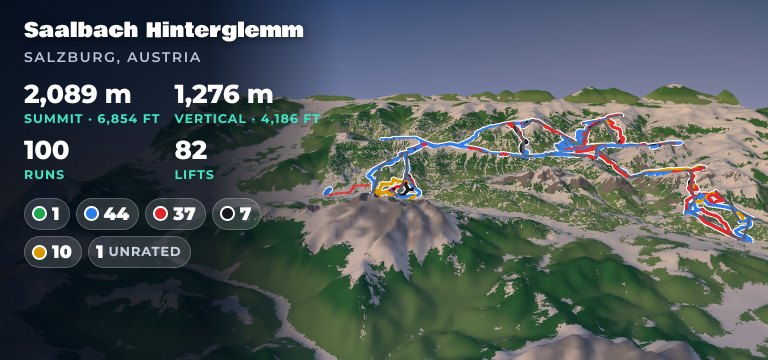 Saalbach Hinterglemm
SALZBURG, AUSTRIA
2,089 m 1,276 m
SUMMIT · 6,854 FT VERTICAL · 4,186 FT
100 82
RUNS LIFTS
1 44 37 7
10 1 UNRATED